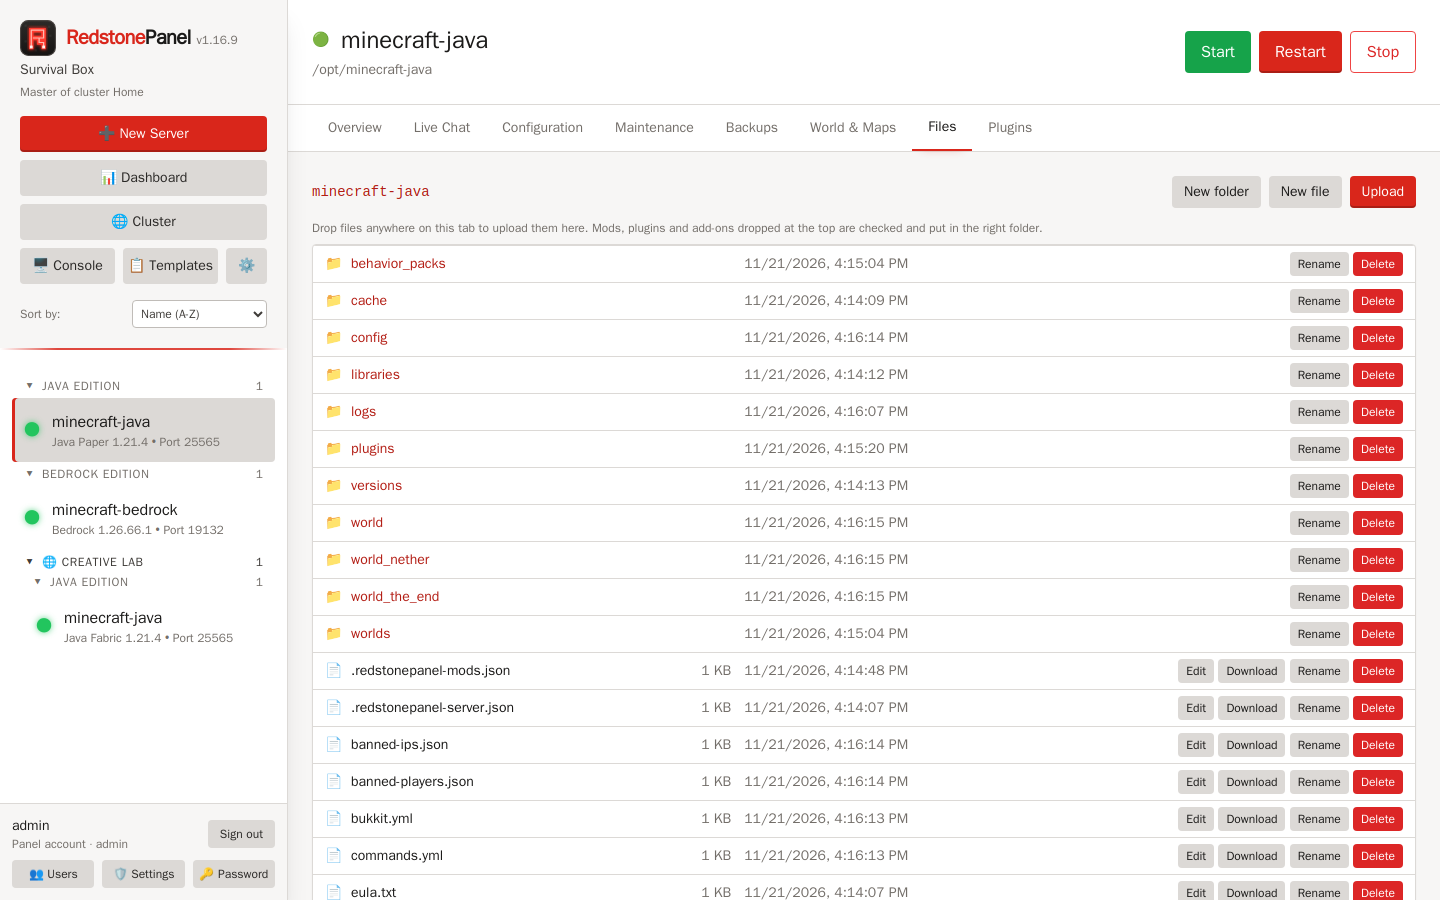 RedstonePanel v1.16.9
Survival Box
Master of cluster Home
New Server
Dashboard
Cluster
Console
Templates
Sort by:
Name (A-Z)
JAVA EDITION 1
minecraft-java
Java Paper 1.21.4 • Port 25565
BEDROCK EDITION 1
minecraft-bedrock
Bedrock 1.26.66.1 • Port 19132
CREATIVE LAB 1
JAVA EDITION 1
minecraft-java
Java Fabric 1.21.4 • Port 25565
admin
Panel account · admin
Sign out
Users
Settings
Password
minecraft-java
/opt/minecraft-java
Start
Restart
Stop
Overview
Live Chat
Configuration
Maintenance
Backups
World & Maps
Files
Plugins
minecraft-java
New folder
New file
Upload
Drop files anywhere on this tab to upload them here. Mods, plugins and add-ons dropped at the top are checked and put in the right folder.
behavior_packs 11/21/2026, 4:15:04 PM Rename Delete
cache 11/21/2026, 4:14:09 PM Rename Delete
config 11/21/2026, 4:16:14 PM Rename Delete
libraries 11/21/2026, 4:14:12 PM Rename Delete
logs 11/21/2026, 4:16:07 PM Rename Delete
plugins 11/21/2026, 4:15:20 PM Rename Delete
versions 11/21/2026, 4:14:13 PM Rename Delete
world 11/21/2026, 4:16:15 PM Rename Delete
world_nether 11/21/2026, 4:16:15 PM Rename Delete
world_the_end 11/21/2026, 4:16:15 PM Rename Delete
worlds 11/21/2026, 4:15:04 PM Rename Delete
.redstonepanel-mods.json 1 KB 11/21/2026, 4:14:48 PM Edit Download Rename Delete
.redstonepanel-server.json 1 KB 11/21/2026, 4:14:07 PM Edit Download Rename Delete
banned-ips.json 1 KB 11/21/2026, 4:16:14 PM Edit Download Rename Delete
banned-players.json 1 KB 11/21/2026, 4:16:14 PM Edit Download Rename Delete
bukkit.yml 1 KB 11/21/2026, 4:16:13 PM Edit Download Rename Delete
commands.yml 1 KB 11/21/2026, 4:16:13 PM Edit Download Rename Delete
eula.txt 1 KB 11/21/2026, 4:14:07 PM Edit Download Rename Delete